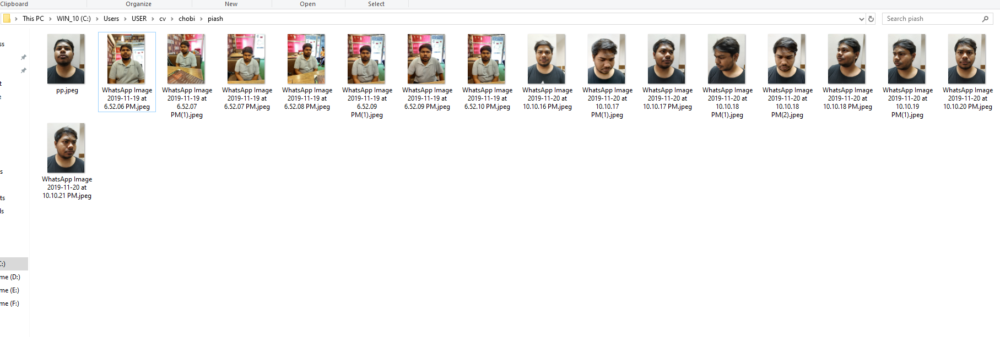 Clipboard
Organize
New
Open
Select
This PC
WIN_10 (C:)
Users
USER
cv
chobi
piash
Search piash
ss
t
e
s
ts
ls
C:)
me (D:)
me (E:)
me (F:)
pp.jpeg
WhatsApp Image
2019-11-19 at
6.52.06 PM.jpeg
WhatsApp Image
2019-11-19 at
6.52.07
PM(1).jpeg
WhatsApp Image
2019-11-19 at
6.52.07 PM.jpeg
WhatsApp Image
2019-11-19 at
6.52.08 PM.jpeg
WhatsApp Image
2019-11-19 at
6.52.09
PM(1).jpeg
WhatsApp Image
2019-11-19 at
6.52.09 PM.jpeg
WhatsApp Image
2019-11-19 at
6.52.10 PM.jpeg
WhatsApp Image
2019-11-20 at
10.10.16 PM.jpeg
WhatsApp Image
2019-11-20 at
10.10.17
PM(1).jpeg
WhatsApp Image
2019-11-20 at
10.10.17 PM.jpeg
WhatsApp Image
2019-11-20 at
10.10.18
PM(1).jpeg
WhatsApp Image
2019-11-20 at
10.10.18
PM(2).jpeg
WhatsApp Image
2019-11-20 at
10.10.18 PM.jpeg
WhatsApp Image
2019-11-20 at
10.10.19
PM(1).jpeg
WhatsApp Image
2019-11-20 at
10.10.20 PM.jpeg
WhatsApp Image
2019-11-20 at
10.10.21 PM.jpeg